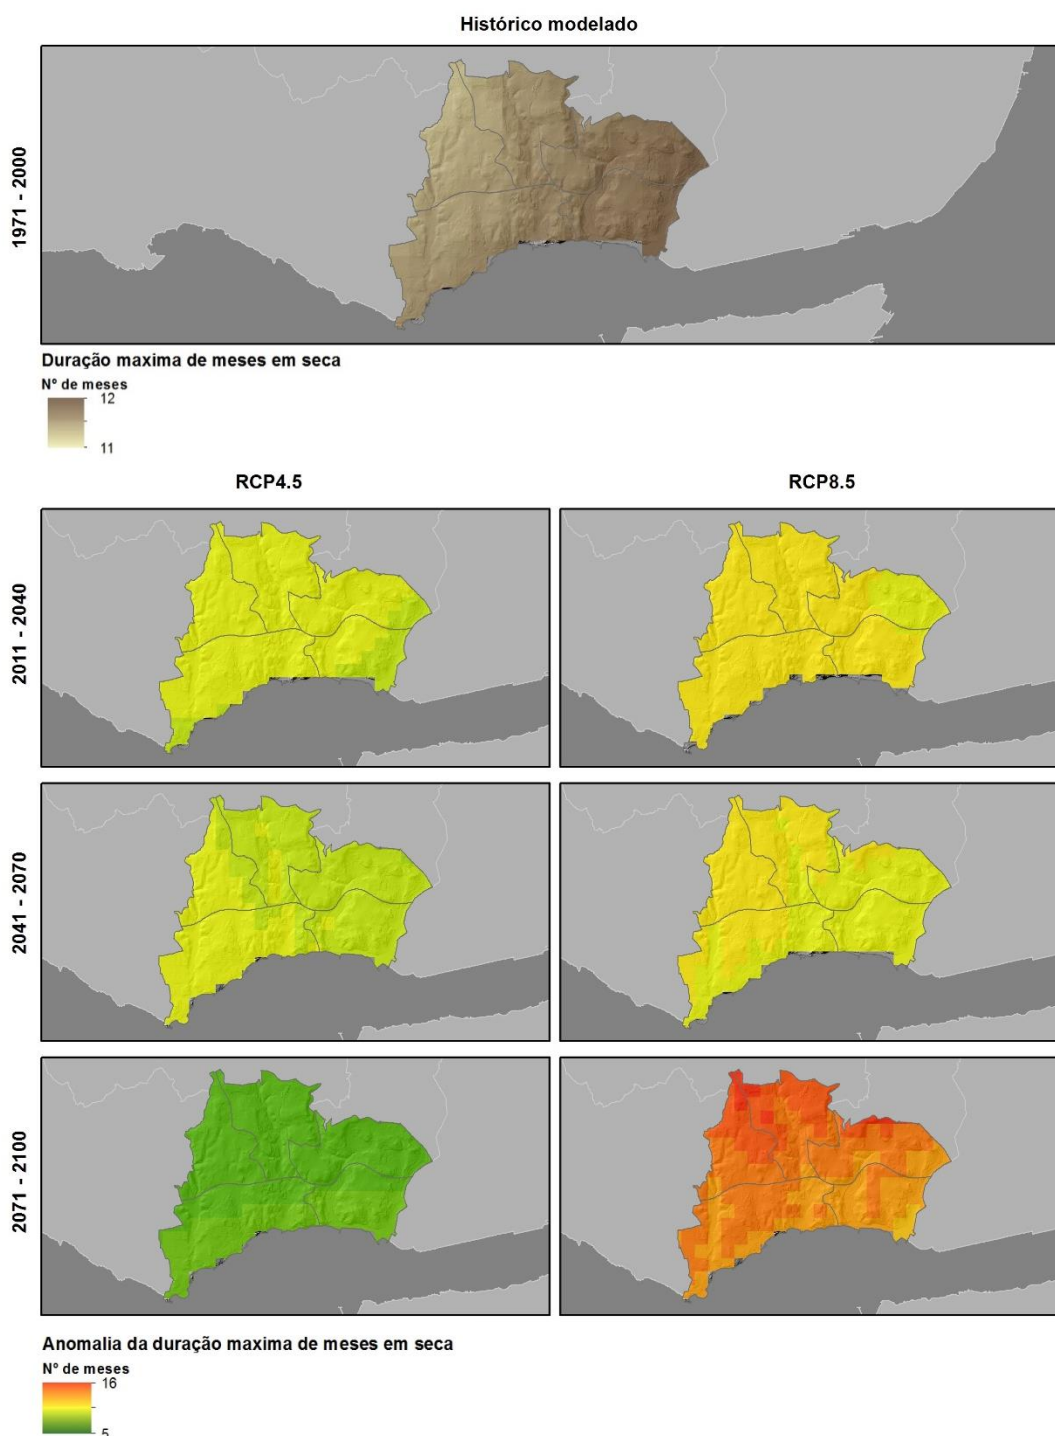 Histórico modelado
1971 - 2000
Duração maxima de meses em seca
Nº de meses
12
11
RCP4.5
RCP8.5
2011 - 2040
2041 - 2070
2071 - 2100
Anomalia da duração maxima de meses em seca
Nº de meses
16
5